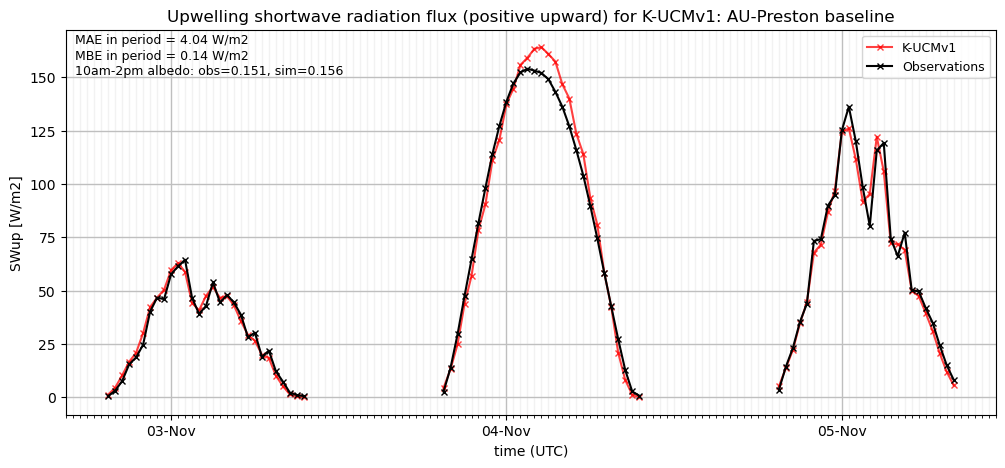 Upwelling shortwave radiation flux (positive upward) for K-UCMv1: AU-Preston baseline
MAE in period = 4.04 W/m2
MBE in period = 0.14 W/m2
10am-2pm albedo: obs=0.151, sim=0.156
K-UCMv1
Observations
SWup [W/m2]
150
125
100
75
50
25
0
03-Nov
04-Nov
05-Nov
time (UTC)